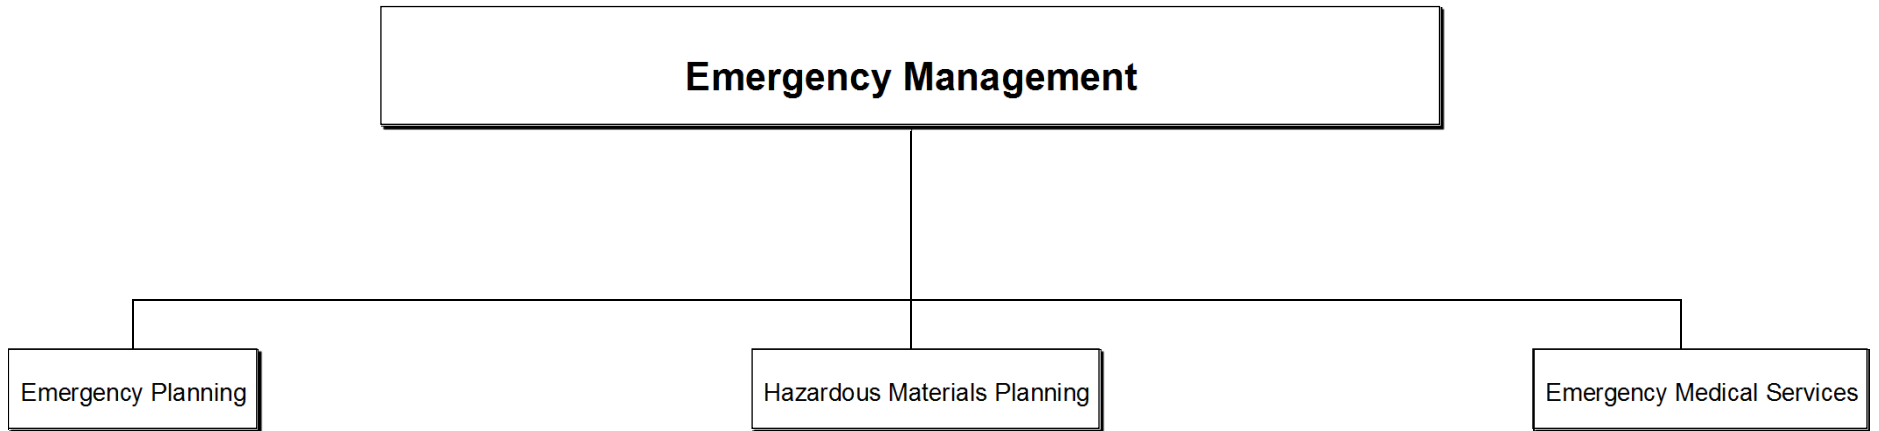 Emergency Management
Emergency Planning
Hazardous Materials Planning
Emergency Medical Services